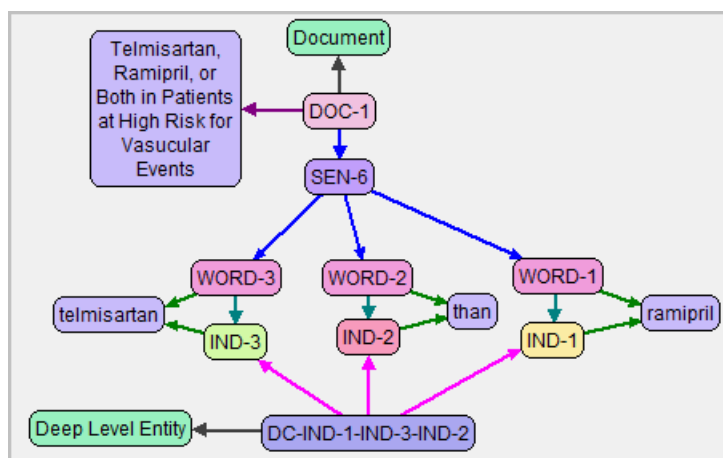 Document
Telmisartan,
Ramipril, or
Both in Patients
at High Risk for
Vasucular
Events
DOC-1
SEN-6
WORD-3
WORD-2
WORD-1
telmisartan
than
ramipril
IND-3
IND-2
IND-1
Deep Level Entity
DC-IND-1-IND-3-IND-2